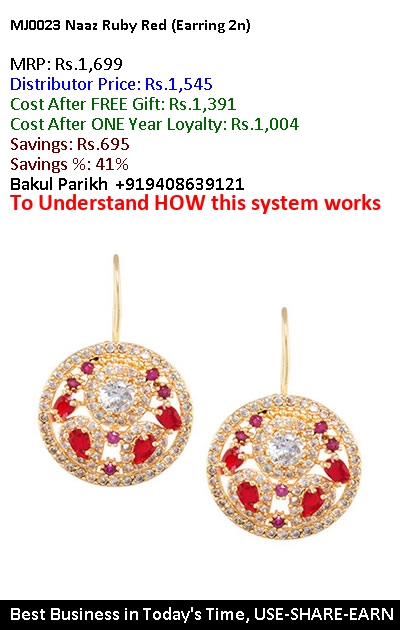 MJ0023 Naaz Ruby Red (Earring 2n)
MRP: Rs.1,699
Distributor Price: Rs.1,545
Cost After FREE Gift: Rs.1,391
Cost After ONE Year Loyalty: Rs.1,004
Savings: Rs.695
Savings %: 41%
Bakul Parikh +919408639121
To Understand HOW this system works
Best Business in Today's Time, USE-SHARE-EARN